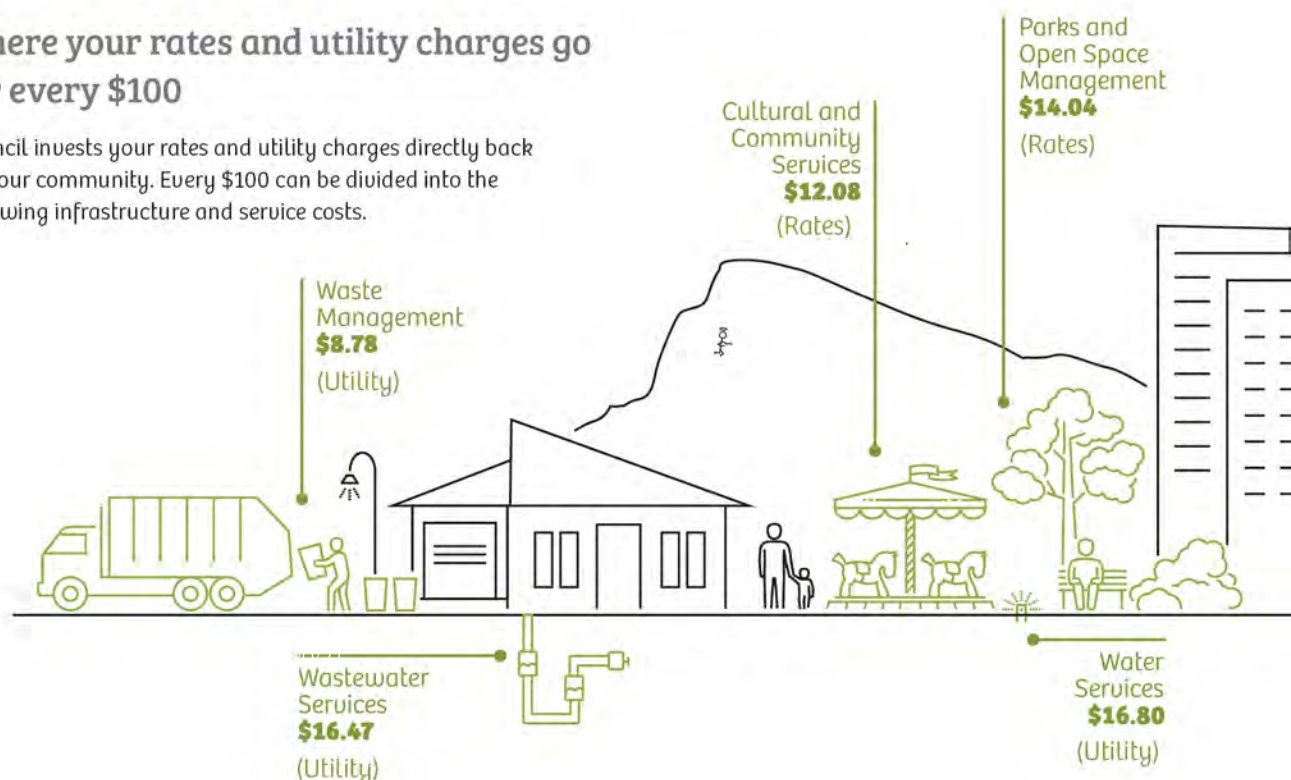 here your rates and utility charges go
every $100
ncil invests your rates and utility charges directly back
our community. Every $100 can be divided into the
wing infrastructure and service costs.
Parks and
Open Space
Management
$14.04
(Rates)
Cultural and
Community
Services
$12.08
(Rates)
Waste
Management
$8.78
(Utility)
Wastewater
Services
$16.47
(Utility)
Water
Services
$16.80
(Utility)